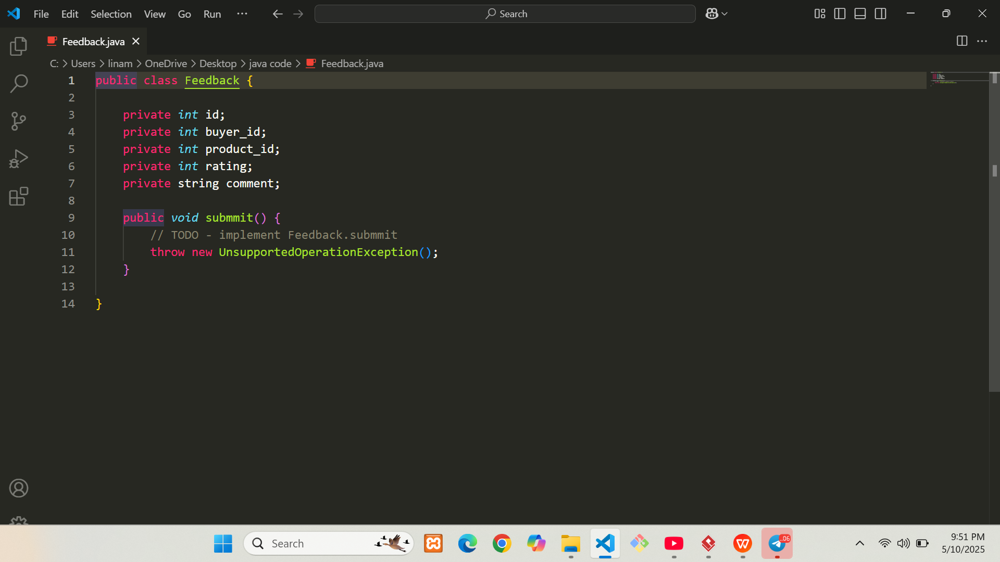 File Edit Selection View Go Run ··· Search
Feedback.java
C: > Users > linam > OneDrive > Desktop > java code > Feedback.java
1 public class Feedback {
2
3 private int id;
4 private int buyer_id;
5 private int product_id;
6 private int rating;
7 private string comment;
8
9 public void submmit() {
10 // TODO - implement Feedback.submmit
11 throw new UnsupportedOperationException();
12 }
13
14 }
Search
..06
9:51 PM
5/10/2025